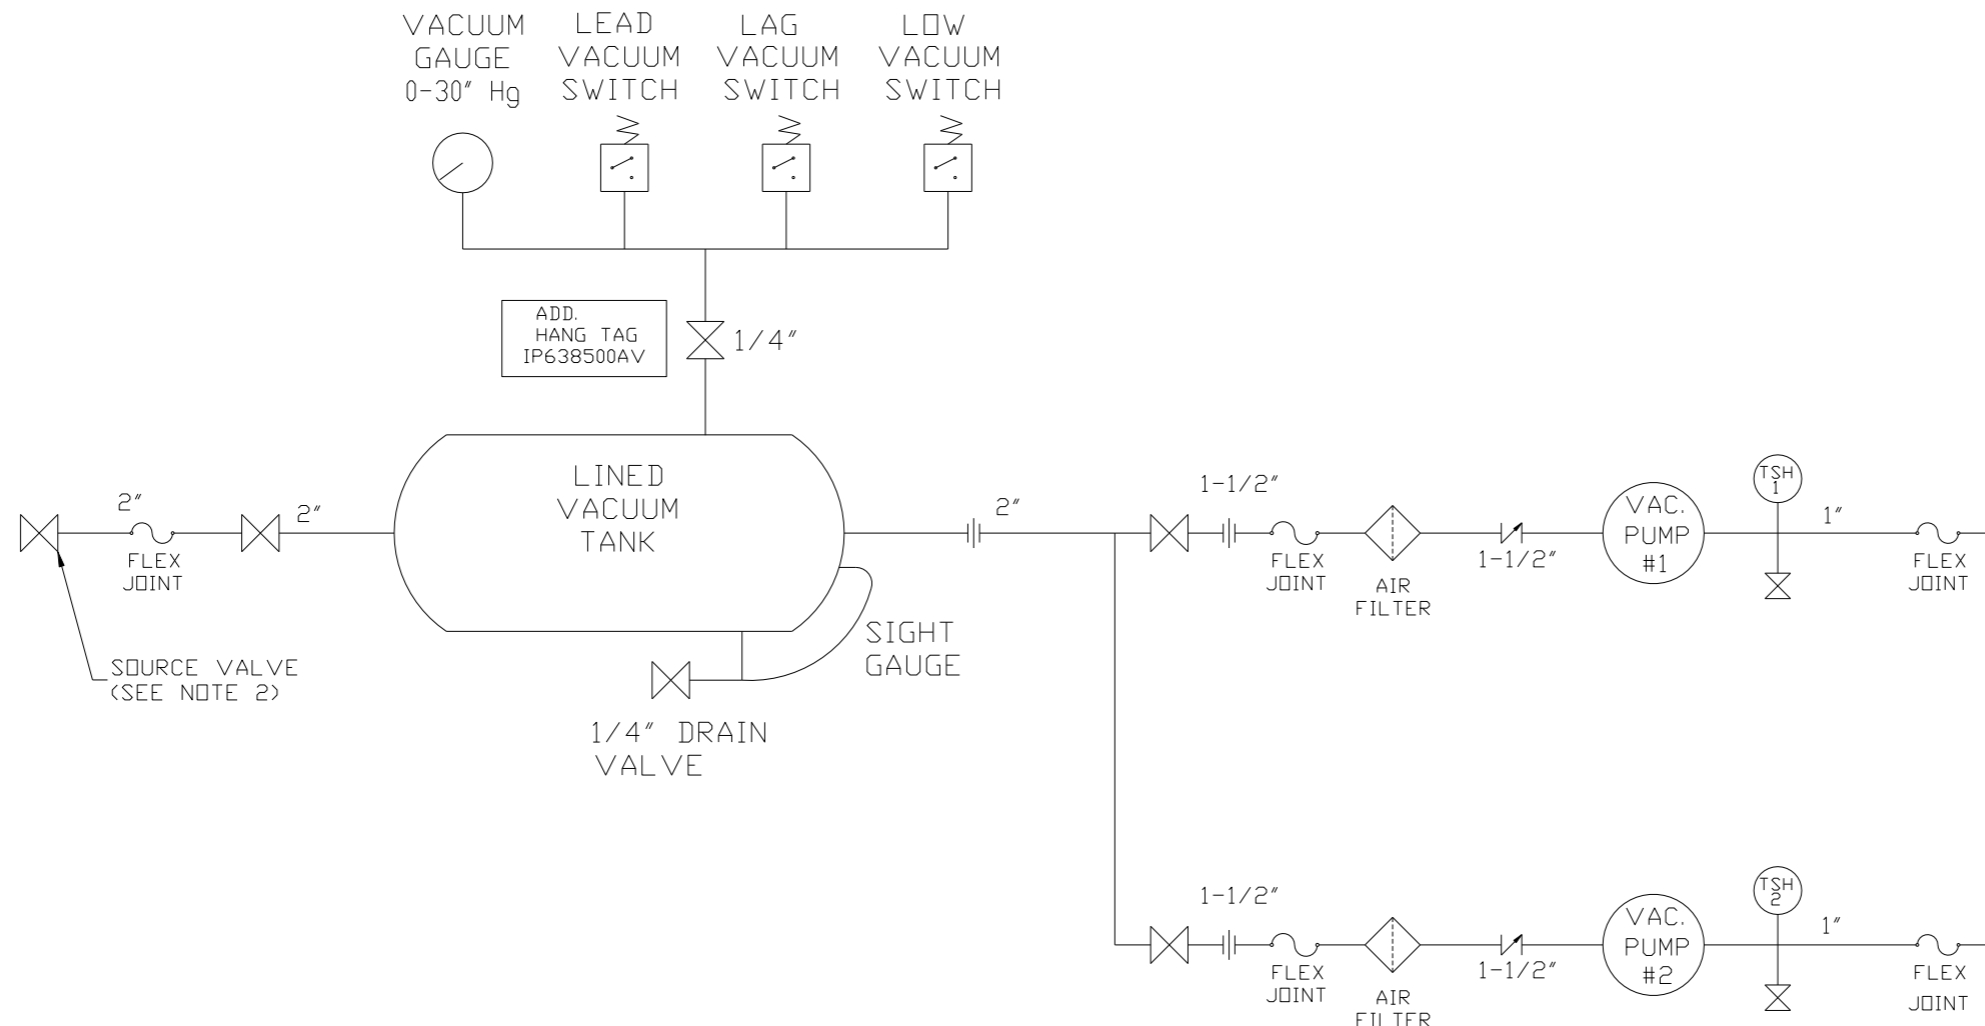 VACUUM
GAUGE
0-30" Hg
LEAD
VACUUM
SWITCH
LAG
VACUUM
SWITCH
LOW
VACUUM
SWITCH
ADD.
HANG TAG
IP638500AV
1/4"
LINED
VACUUM
TANK
2"
FLEX
JOINT
2"
SOURCE VALVE
(SEE NOTE 2)
SIGHT
GAUGE
1/4" DRAIN
VALVE
2"
1-1/2"
FLEX
JOINT
AIR
FILTER
1-1/2"
VAC.
PUMP
#1
TSH
1
1"
FLEX
JOINT
1-1/2"
FLEX
JOINT
AIR
FILTER
1-1/2"
VAC.
PUMP
#2
TSH
2
1"
FLEX
JOINT